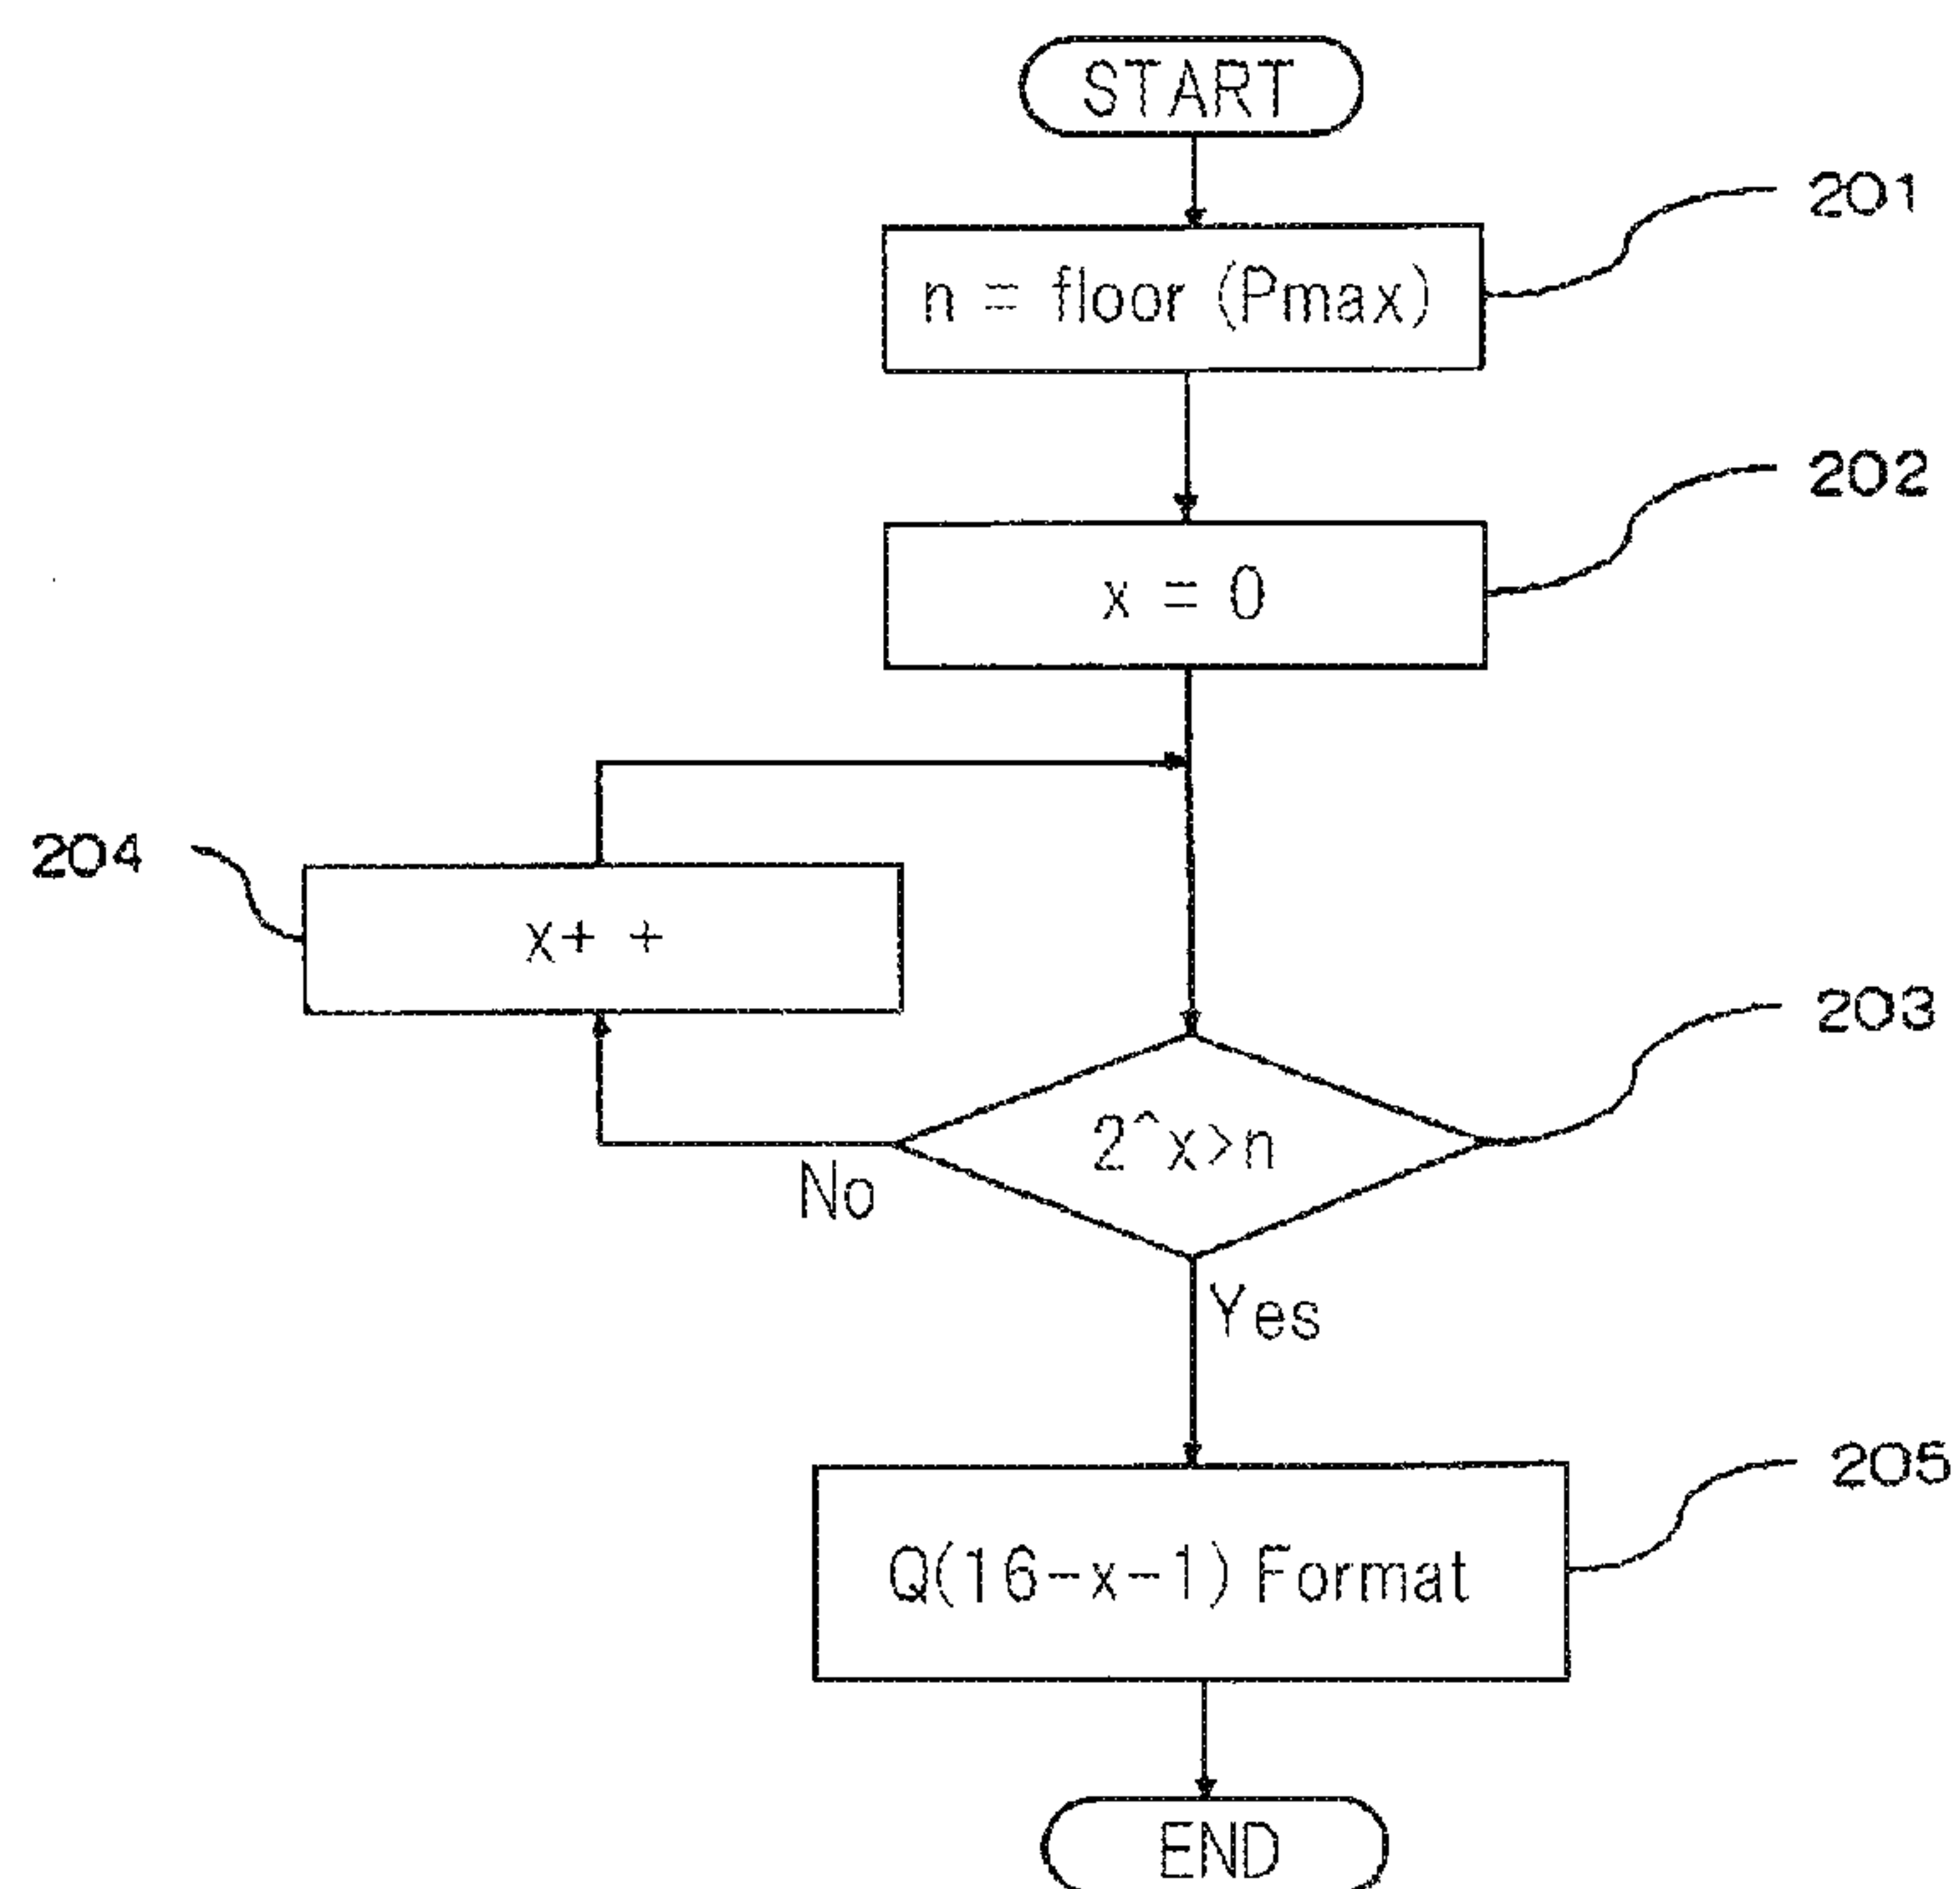 START
201
n = floor (Pmax)
202
x = 0
204
x+ +
203
2^x>n
No
Yes
205
Q(16-x-1) Format
END